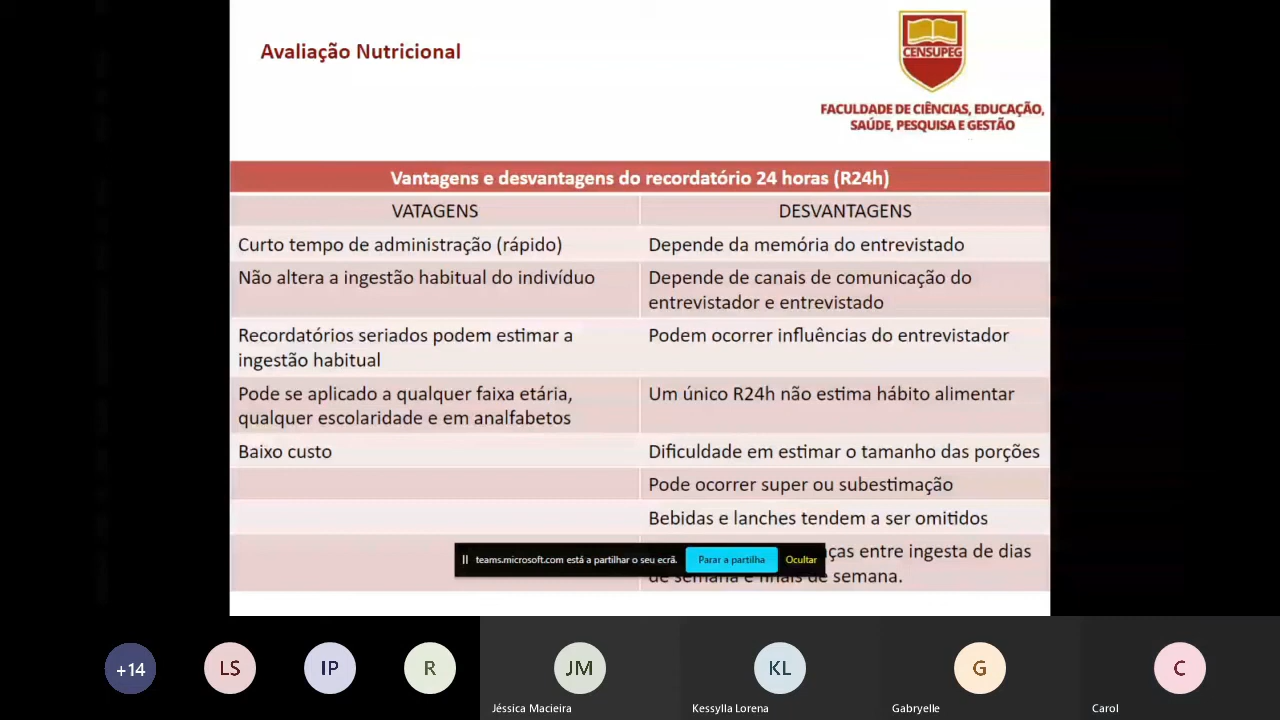 Avaliação Nutricional
CENSUPEG
FACULDADE DE CIÊNCIAS, EDUCAÇÃO,
SAÚDE, PESQUISA E GESTÃO
Vantagens e desvantagens do recordatório 24 horas (R24h)
VATAGENS
DESVANTAGENS
Curto tempo de administração (rápido)
Depende da memória do entrevistado
Não altera a ingestão habitual do indivíduo
Depende de canais de comunicação do
entrevistador e entrevistado
Recordatórios seriados podem estimar a
ingestão habitual
Podem ocorrer influências do entrevistador
Pode se aplicado a qualquer faixa etária,
qualquer escolaridade e em analfabetos
Um único R24h não estima hábito alimentar
Baixo custo
Dificuldade em estimar o tamanho das porções
Pode ocorrer super ou subestimação
Bebidas e lanches tendem a ser omitidos
entre ingesta de dias
de semana e finais de semana.
teams.microsoft.com está a partilhar o seu ecrã.
Parar a partilha
Ocultar
+14
LS
IP
R
JM
KL
G
C
Jéssica Macieira
Kessylla Lorena
Gabryelle
Carol